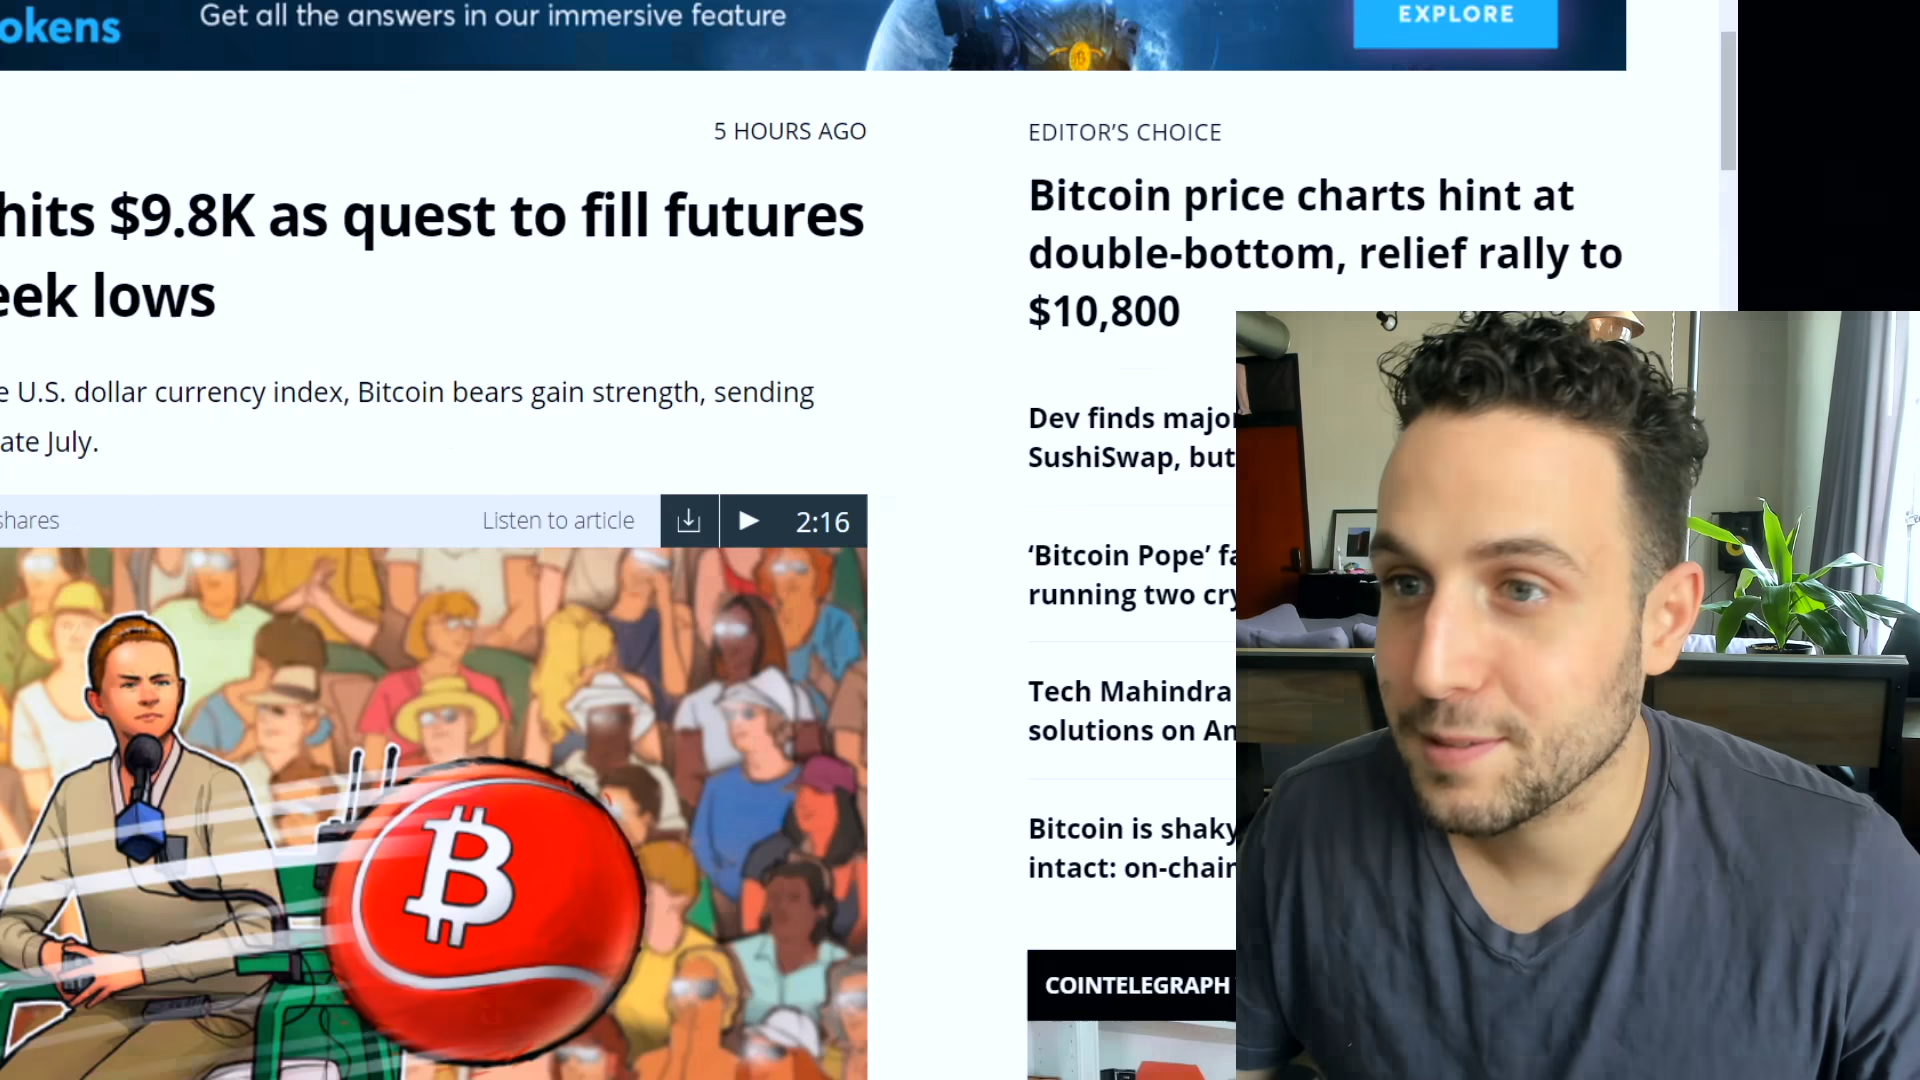 okens
Get all the answers in our immersive feature
EXPLORE
5 HOURS AGO
hits $9.8K as quest to fill futures
eek lows
e U.S. dollar currency index, Bitcoin bears gain strength, sending
ate July.
shares
Listen to article
2:16
EDITOR’S CHOICE
Bitcoin price charts hint at
double-bottom, relief rally to
$10,800
Dev finds major
SushiSwap, but
‘Bitcoin Pope’ fa
running two cry
Tech Mahindra
solutions on Am
Bitcoin is shaky
intact: on-chain
COINTELEGRAPH